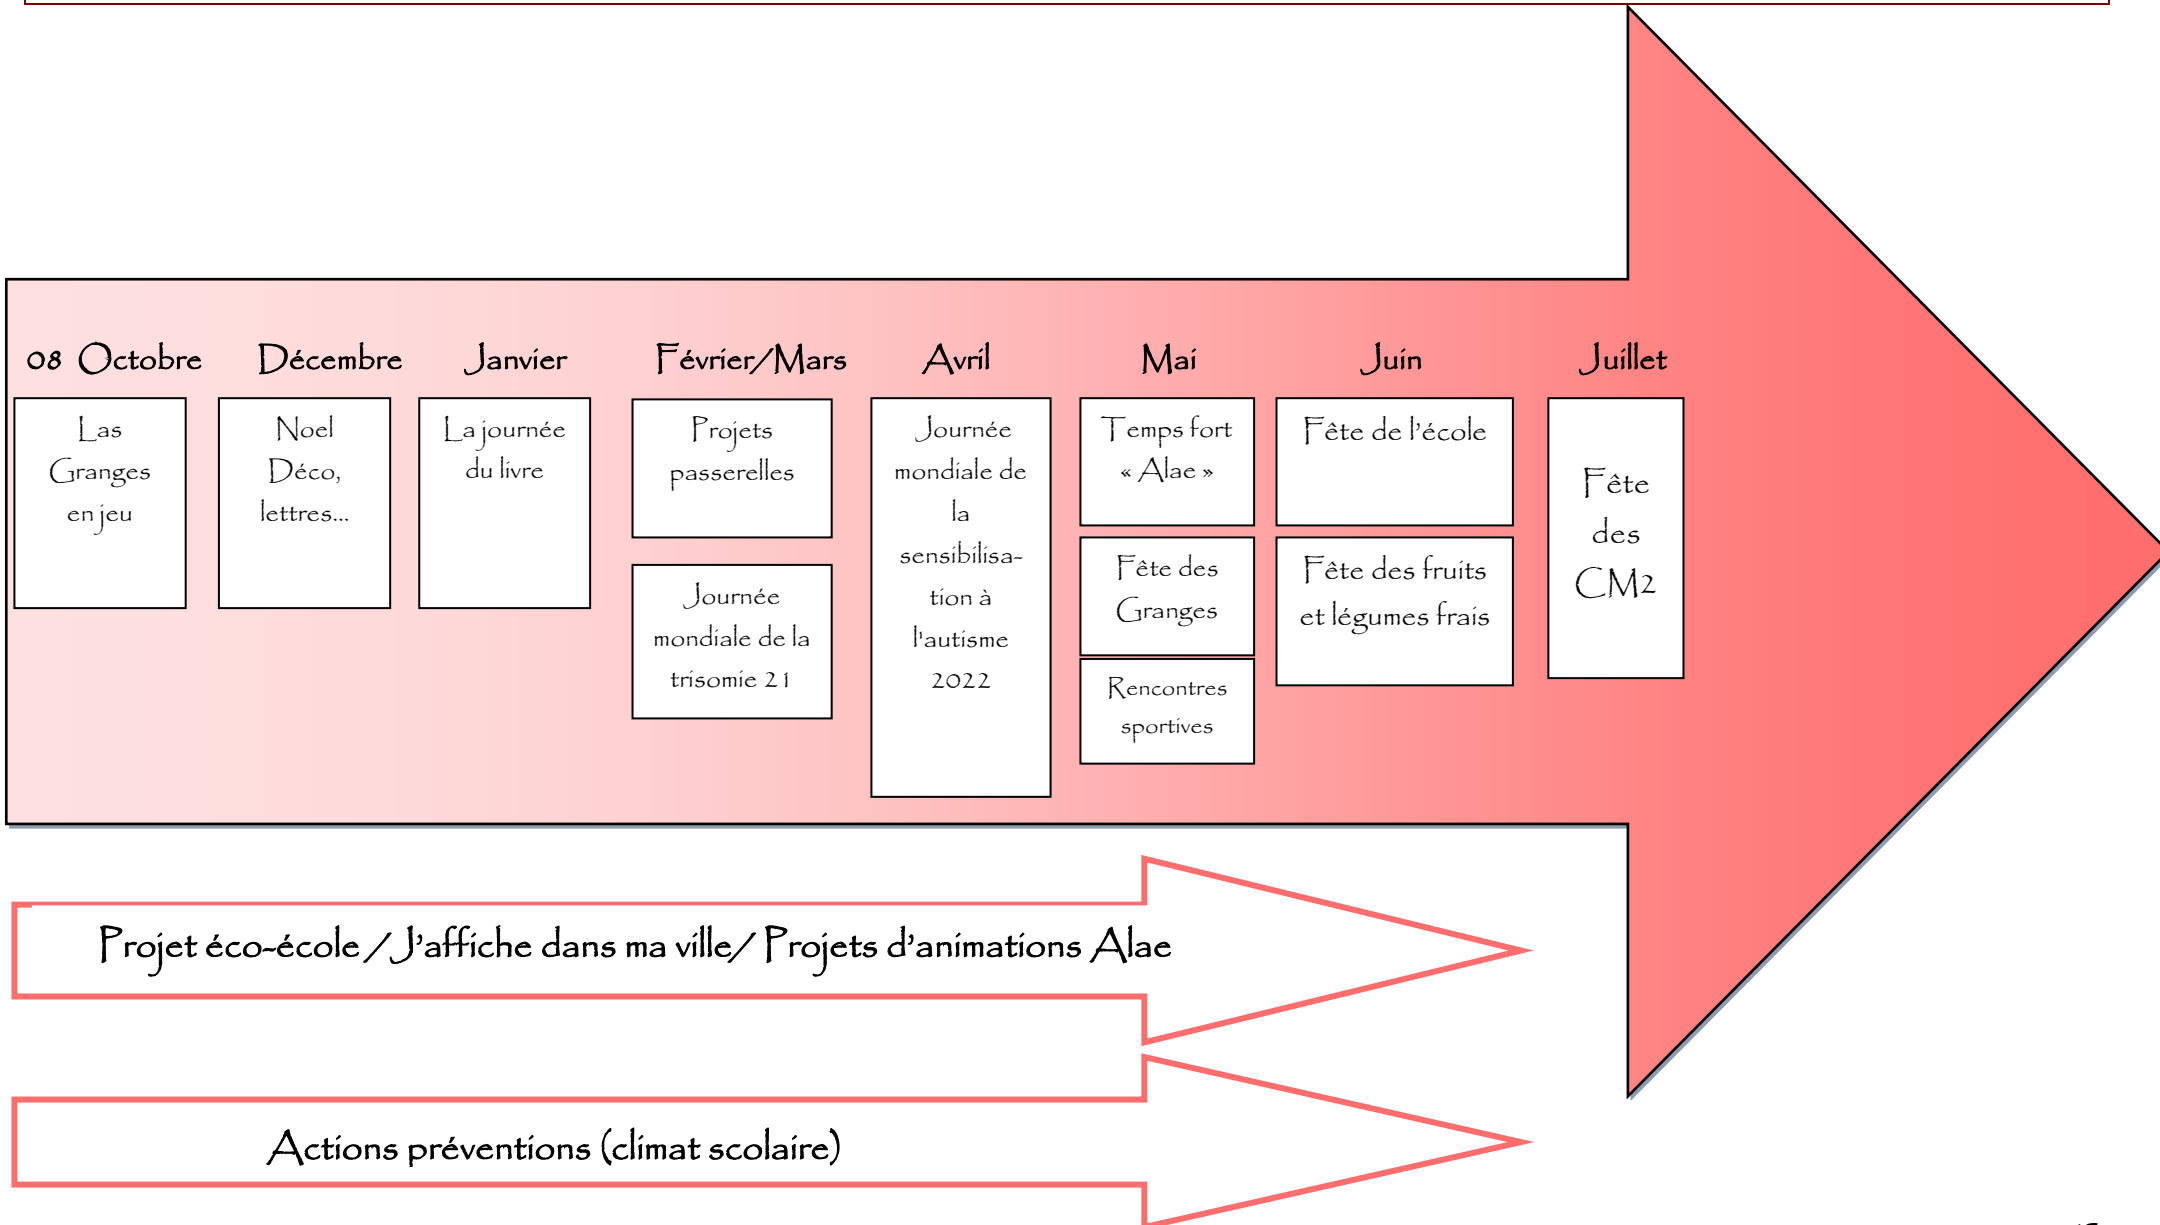 08 Octobre
Décembre
Janvier
Février/Mars
Avril
Mai
Juin
Juillet
Las
Granges
en jeu
Noel
Déco,
lettres...
La journée
du livre
Projets
passerelles
Journée
mondiale de la
trisomie 21
Journée
mondiale de
la
sensibilisa-
tion à
l'autisme
2022
Temps fort
« Alae »
Fête des
Granges
Rencontres
sportives
Fête de l'école
Fête des fruits
et légumes frais
Fête
des
CM2
Projet éco-école / J'affiche dans ma ville/ Projets d'animations Alae
Actions préventions (climat scolaire)